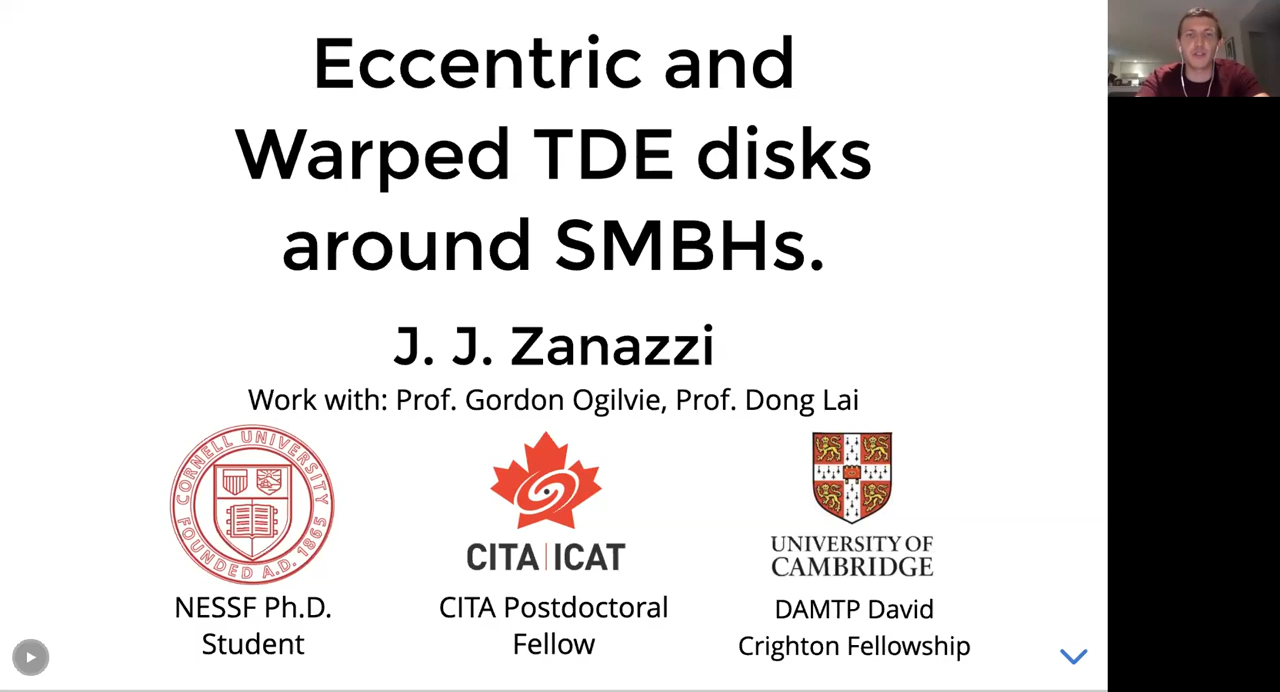 Eccentric and
Warped TDE disks
around SMBHs.
J. J. Zanazzi
Work with: Prof. Gordon Ogilvie, Prof. Dong Lai
CORNELL UNIVERSITY
FOUNDED A.D. 1865
CITA | ICAT
UNIVERSITY OF
CAMBRIDGE
NESSF Ph.D.
Student
CITA Postdoctoral
Fellow
DAMTP David
Crighton Fellowship